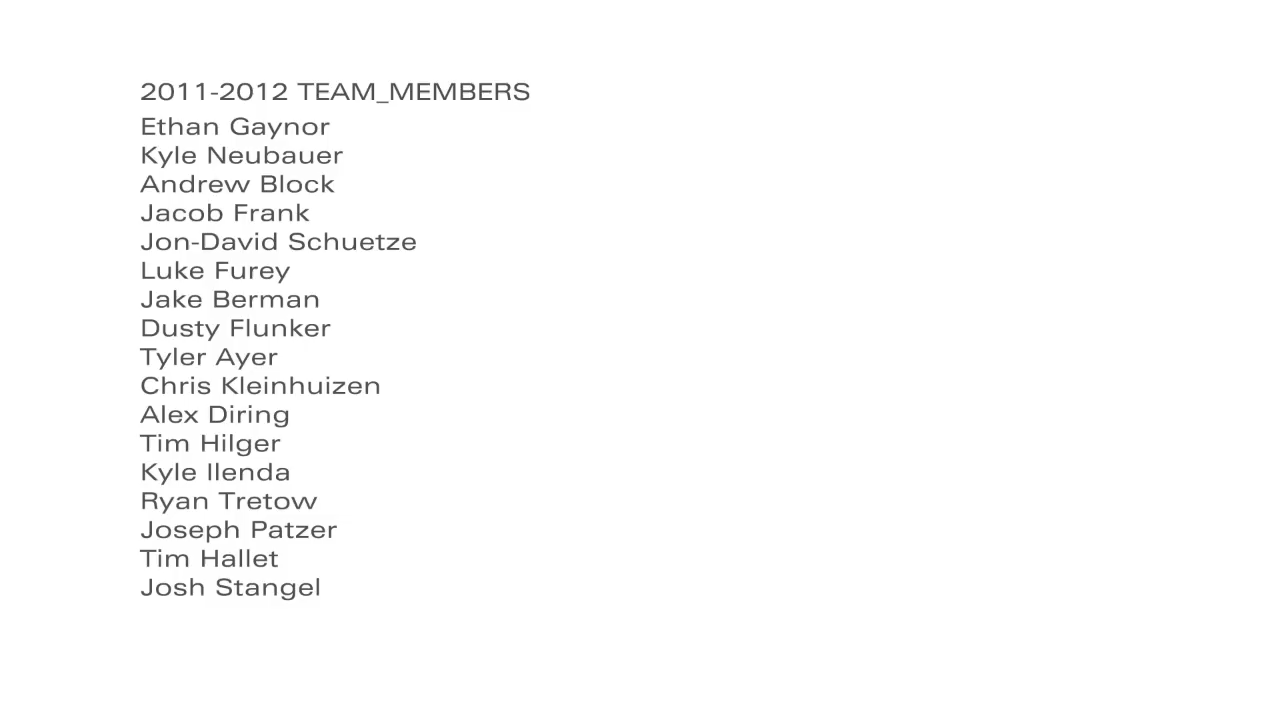 2011-2012 TEAM_MEMBERS
Ethan Gaynor
Kyle Neubauer
Andrew Block
Jacob Frank
Jon-David Schuetze
Luke Furey
Jake Berman
Dusty Flunker
Tyler Ayer
Chris Kleinhuizen
Alex Diring
Tim Hilger
Kyle Ilenda
Ryan Tretow
Joseph Patzer
Tim Hallet
Josh Stangel